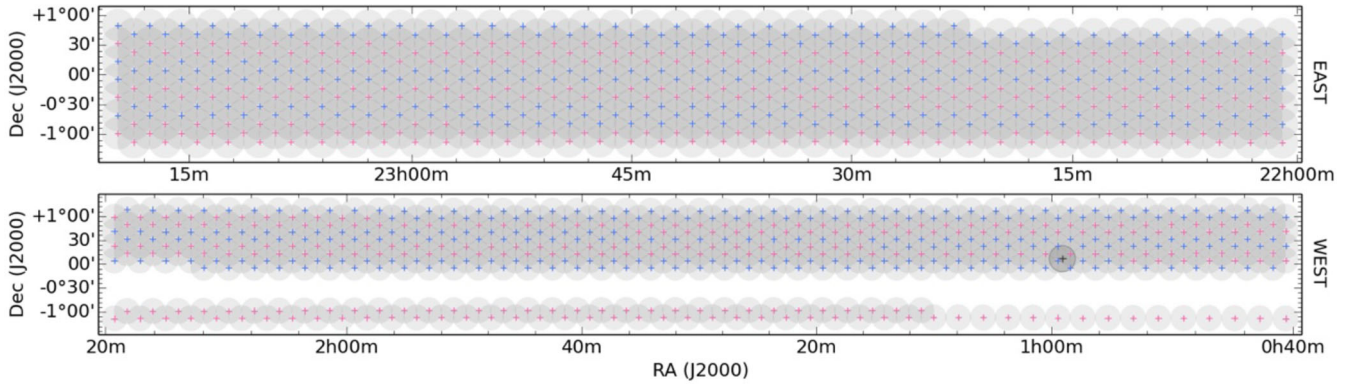 +1°00'
30'
00'
-0°30'
-1°00'
Dec (J2000)
EAST
15m 23h00m 45m 30m 15m 22h00m
+1°00'
30'
00'
-0°30'
-1°00'
Dec (J2000)
WEST
20m 2h00m 40m 20m 1h00m 0h40m
RA (J2000)